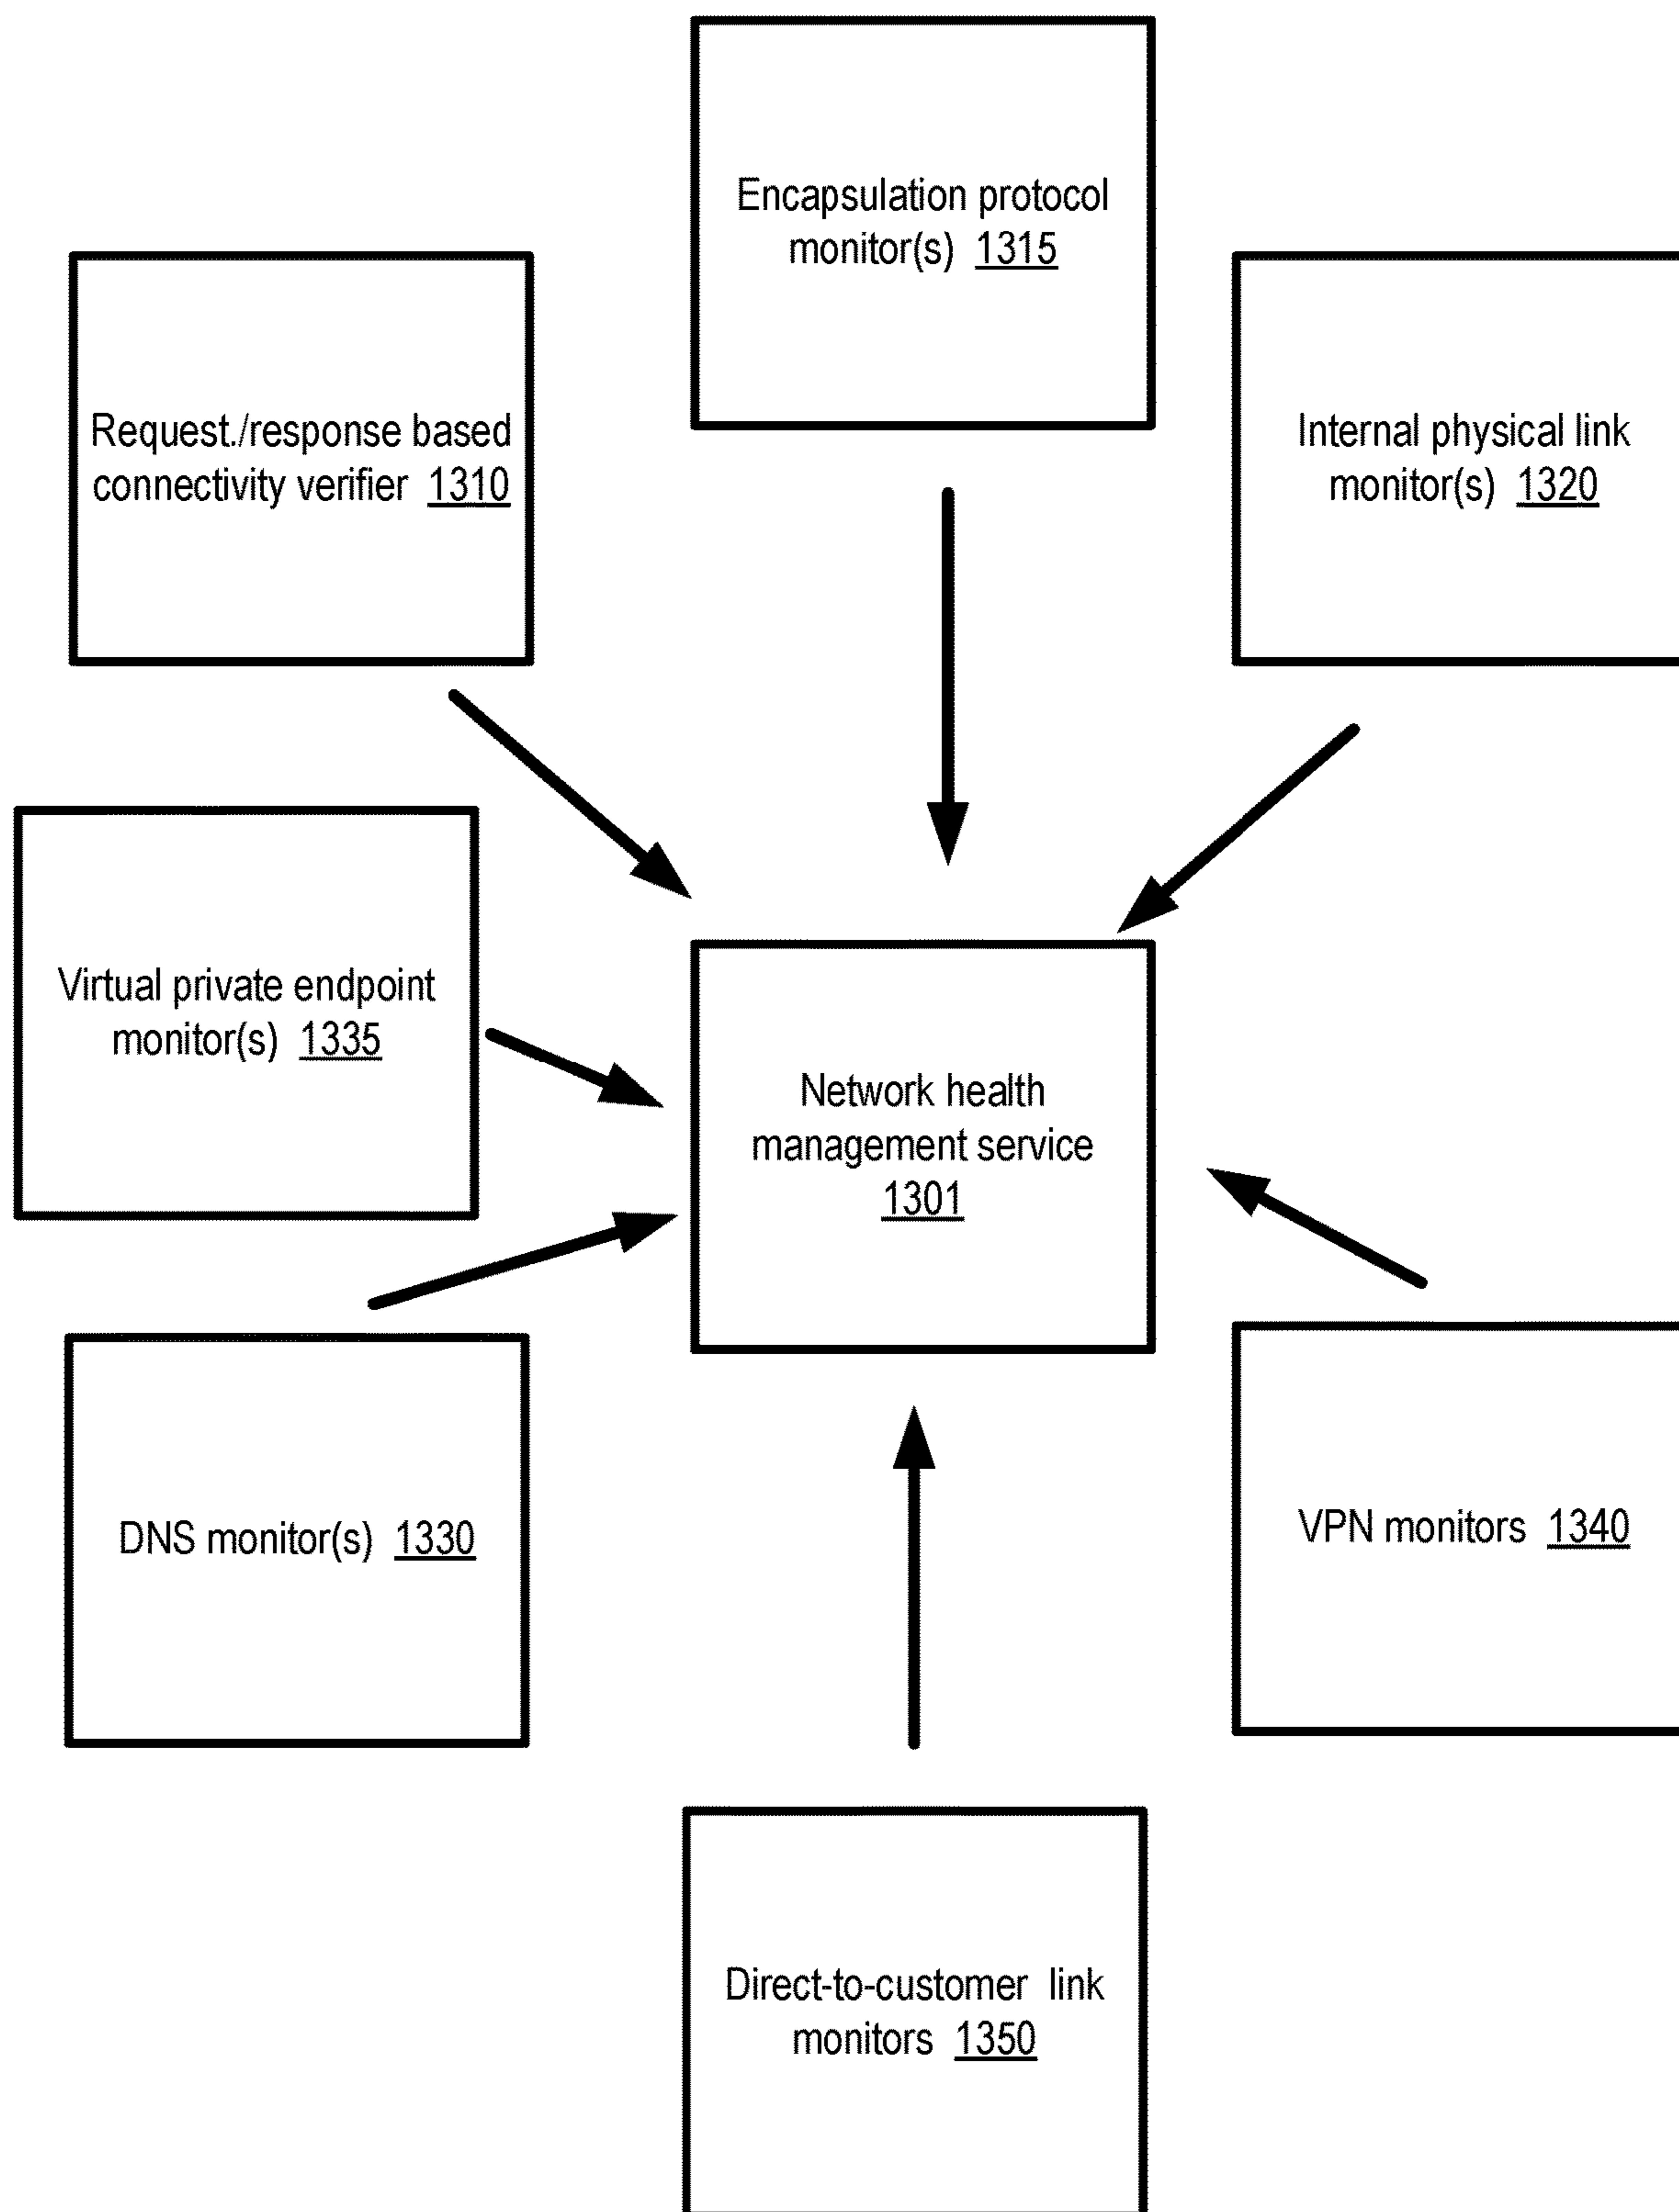 Encapsulation protocol
monitor(s) 1315
Request./response based
connectivity verifier 1310
Internal physical link
monitor(s) 1320
Virtual private endpoint
monitor(s) 1335
Network health
management service
1301
DNS monitor(s) 1330
VPN monitors 1340
Direct-to-customer link
monitors 1350